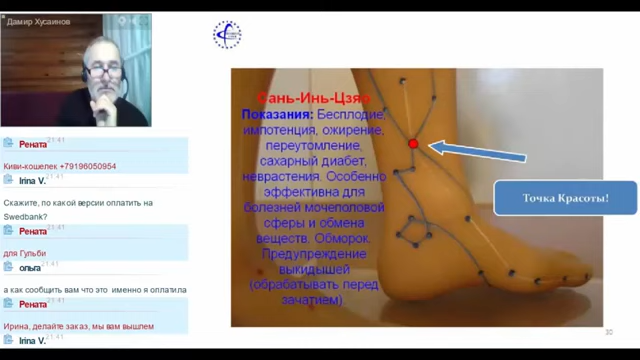 Дамир Хусаинов
Рената 21:41
Киви-кошелек +79196050954
Irina V. 21:41
Скажите, по какой версии оплатить на
Swedbank?
Рената 21:41
для Гульби
ольга 21:41
а как сообщить вам что это именно я оплатила
Рената 21:41
Ирина, делайте заказ, мы вам вышлем
Irina V. 21:41
Сань-Инь-Цзяо
Показания: Бесплодие,
импотенция, ожирение,
переутомление,
сахарный диабет,
неврастения. Особенно
эффективна для
болезней мочеполовой
сферы и обмена
веществ. Обморок.
Предупреждение
выкидышей
(обрабатывать перед
зачатием).
Точка Красоты!
30